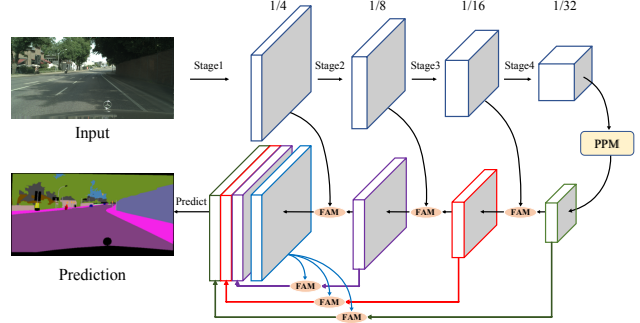 1/4 1/8 1/16 1/32
Stage1 Stage2 Stage3 Stage4
Input
PPM
Predict
FAM FAM FAM
Prediction
FAM
FAM
FAM